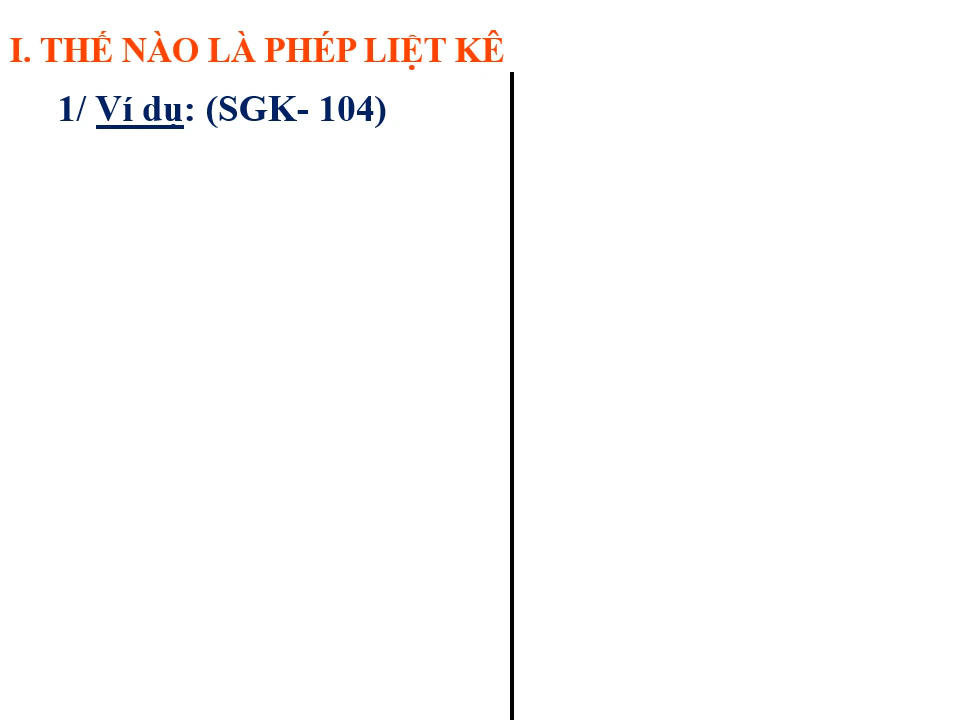 I. THẾ NÀO LÀ PHÉP LIỆT KÊ
1/ Ví dụ: (SGK- 104)